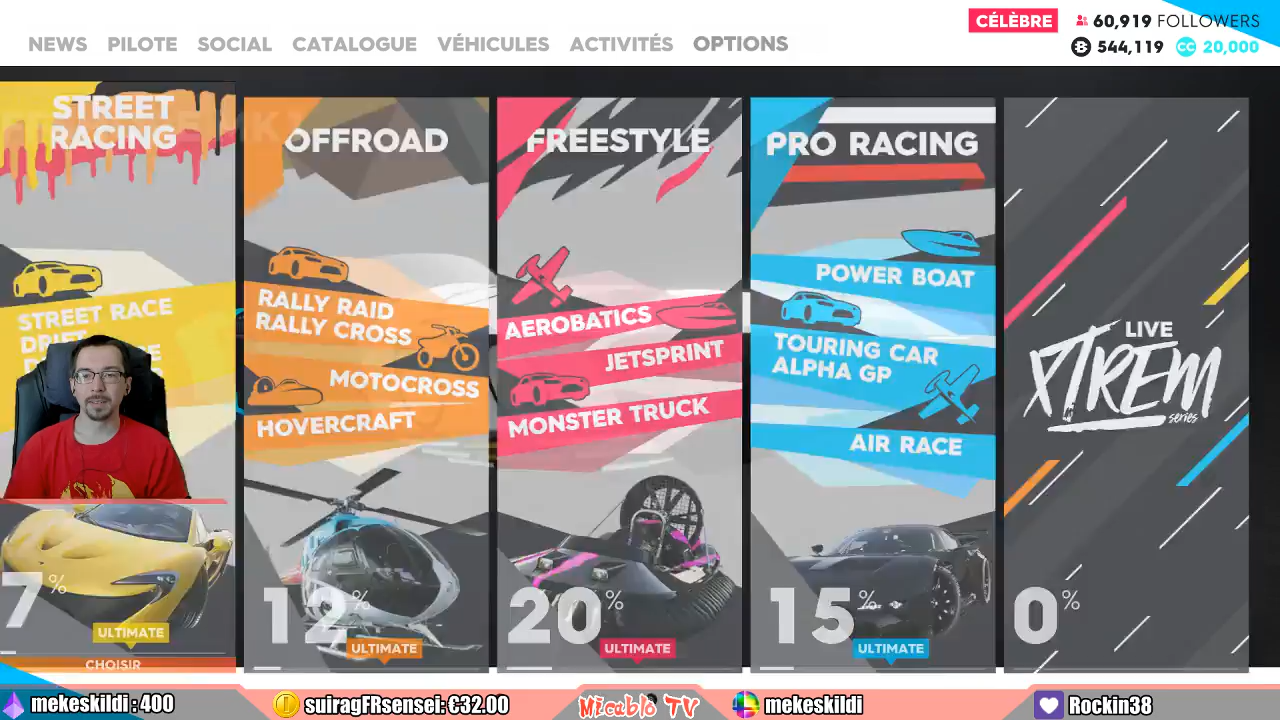 NEWS PILOTE SOCIAL CATALOGUE VÉHICULES ACTIVITÉS OPTIONS
CÉLÈBRE 60,919 FOLLOWERS
544,119 CC 20,000
STREET
RACING
STREET RACE
DRIFT
7%
ULTIMATE
CHOISIR
OFFROAD
RALLY RAID
RALLY CROSS
MOTOCROSS
HOVERCRAFT
12%
ULTIMATE
FREESTYLE
AEROBATICS
JETSPRINT
MONSTER TRUCK
20%
ULTIMATE
PRO RACING
POWER BOAT
TOURING CAR
ALPHA GP
AIR RACE
15%
ULTIMATE
LIVE
XTREM
series
0%
mekeskildi : 400
suiragFRsensei: €32.00
Micablo TV
mekeskildi
Rockin38